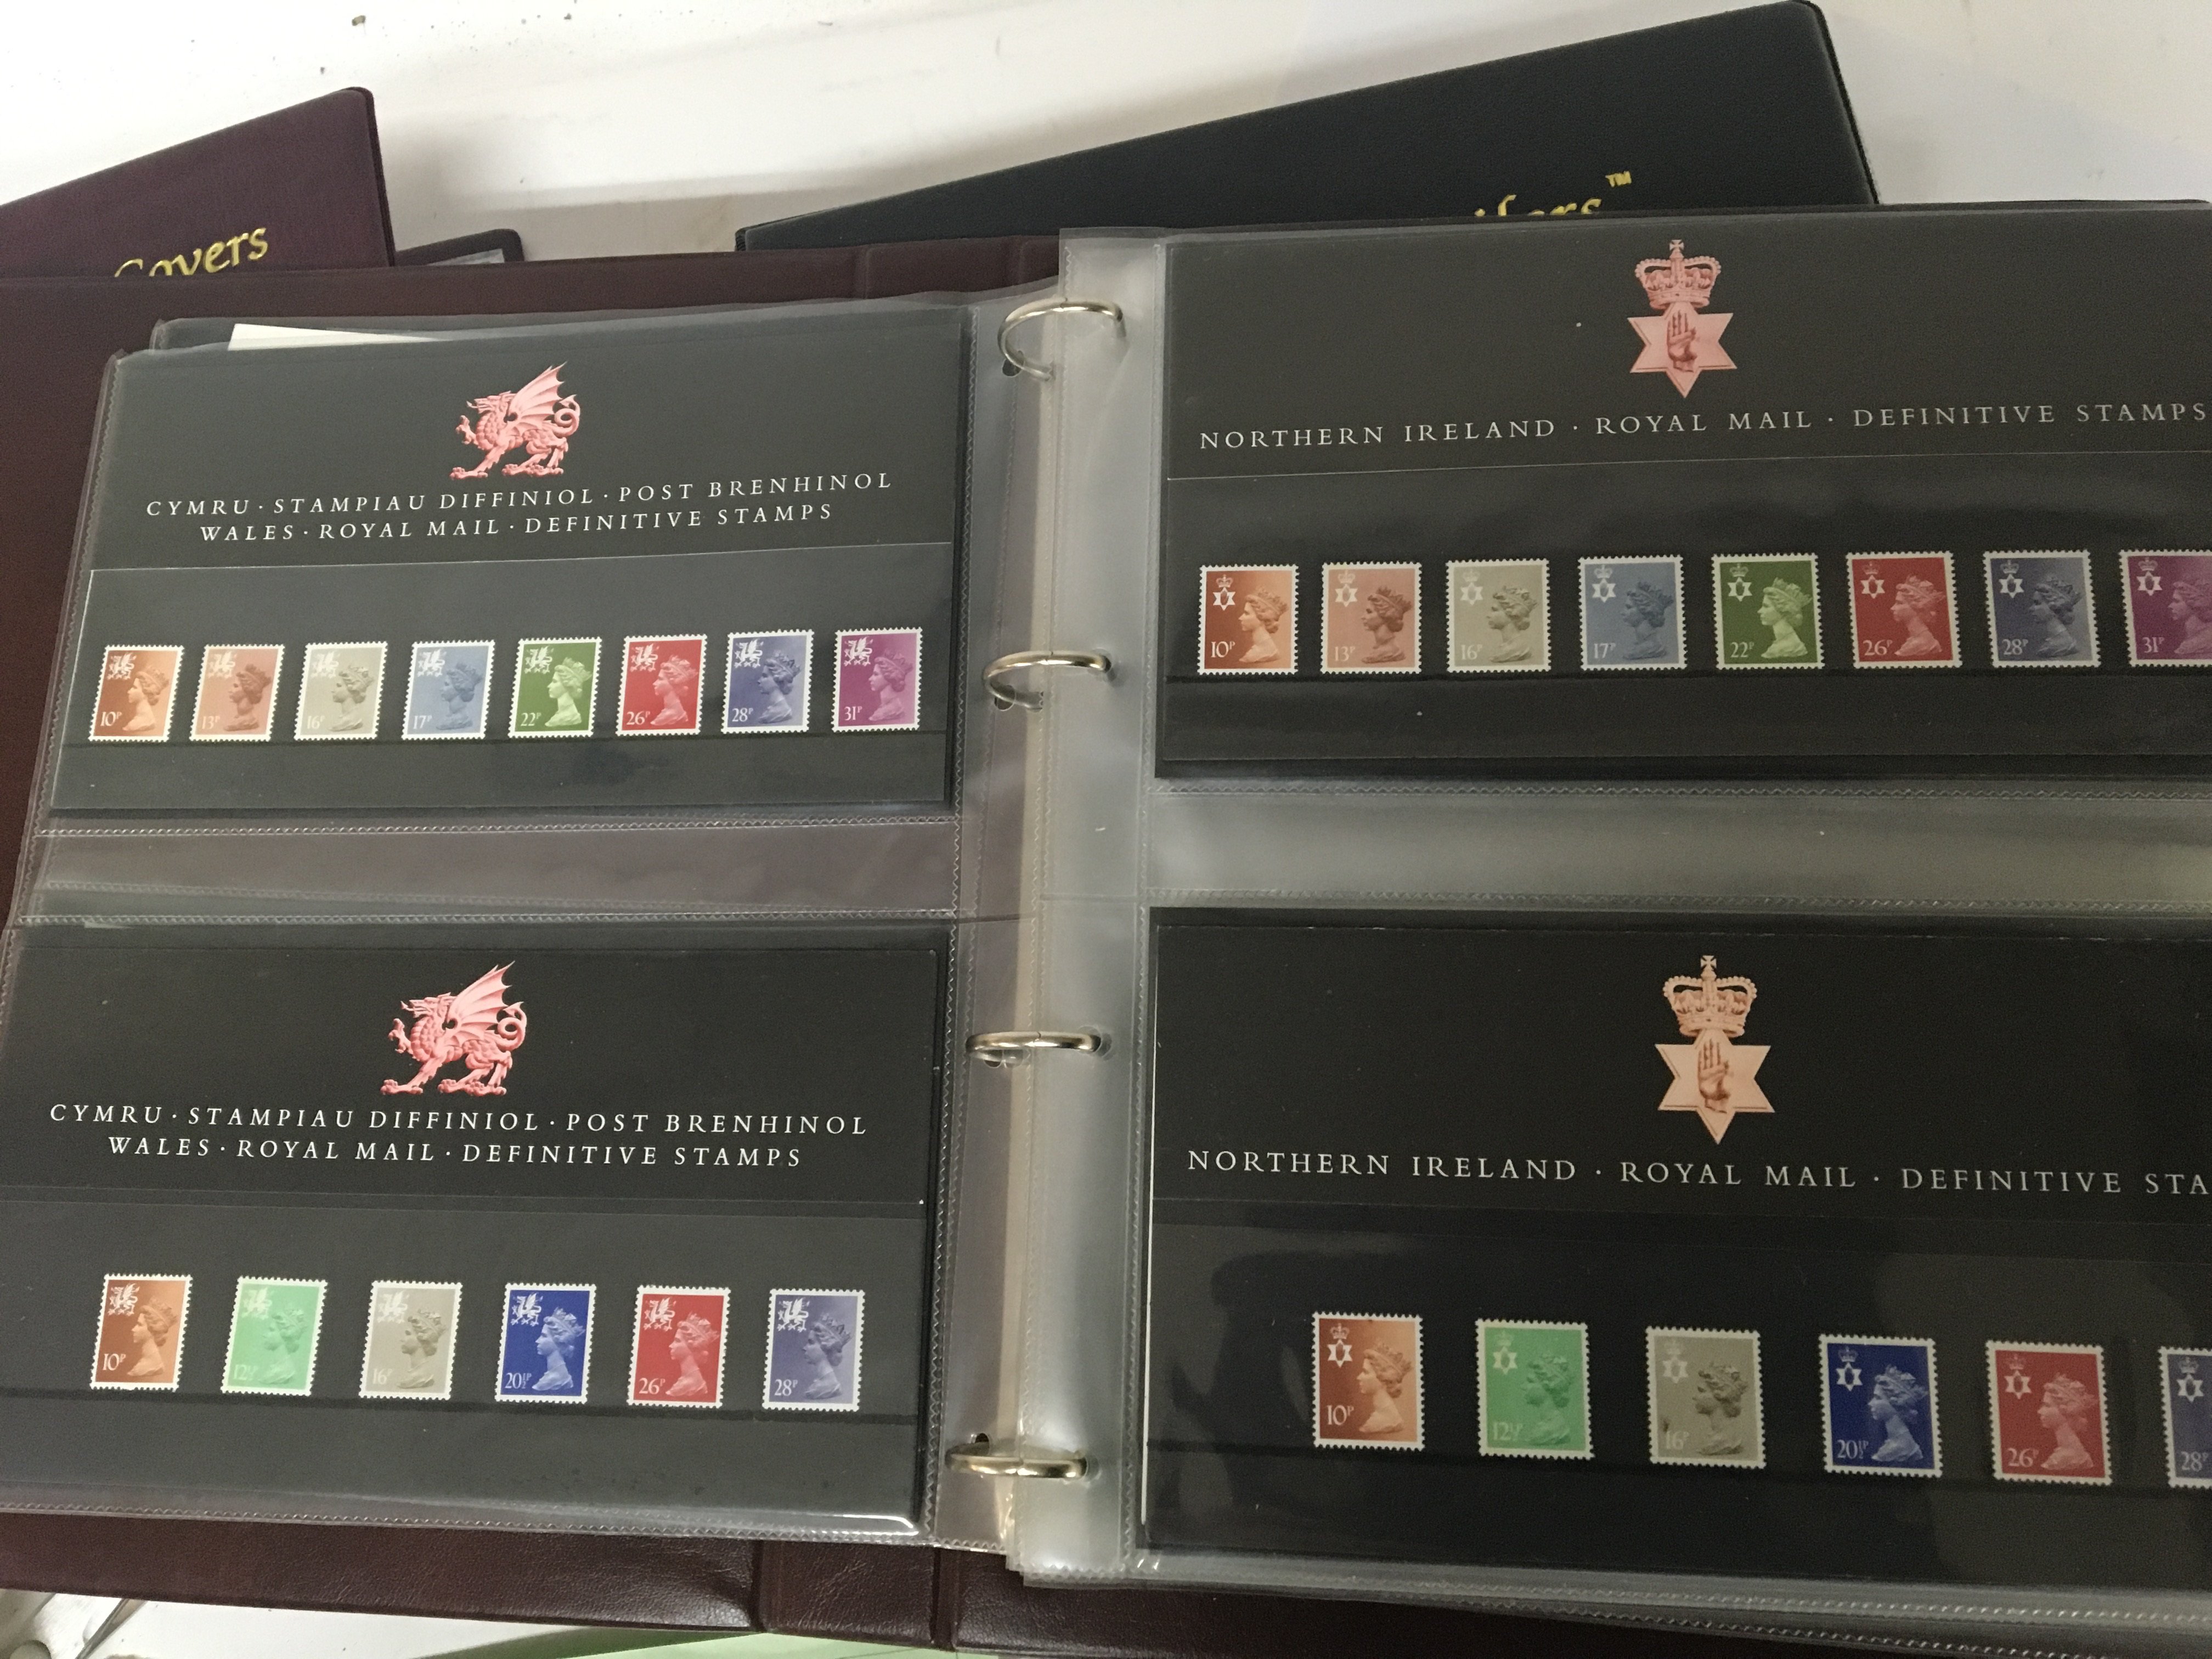 Covers
™
CYMRU · STAMPIAU DIFFINIOL · POST BRENHINOL
WALES · ROYAL MAIL · DEFINITIVE STAMPS
10P 13P 16P 17P 22P 26P 28P 31P
CYMRU · STAMPIAU DIFFINIOL · POST BRENHINOL
WALES · ROYAL MAIL · DEFINITIVE STAMPS
10P 12½P 16P 20½P 26P 28P
NORTHERN IRELAND · ROYAL MAIL · DEFINITIVE STAMPS
10P 13P 16P 17P 22P 26P 28P 31P
NORTHERN IRELAND · ROYAL MAIL · DEFINITIVE STA
10P 12½P 16P 20½P 26P 28P